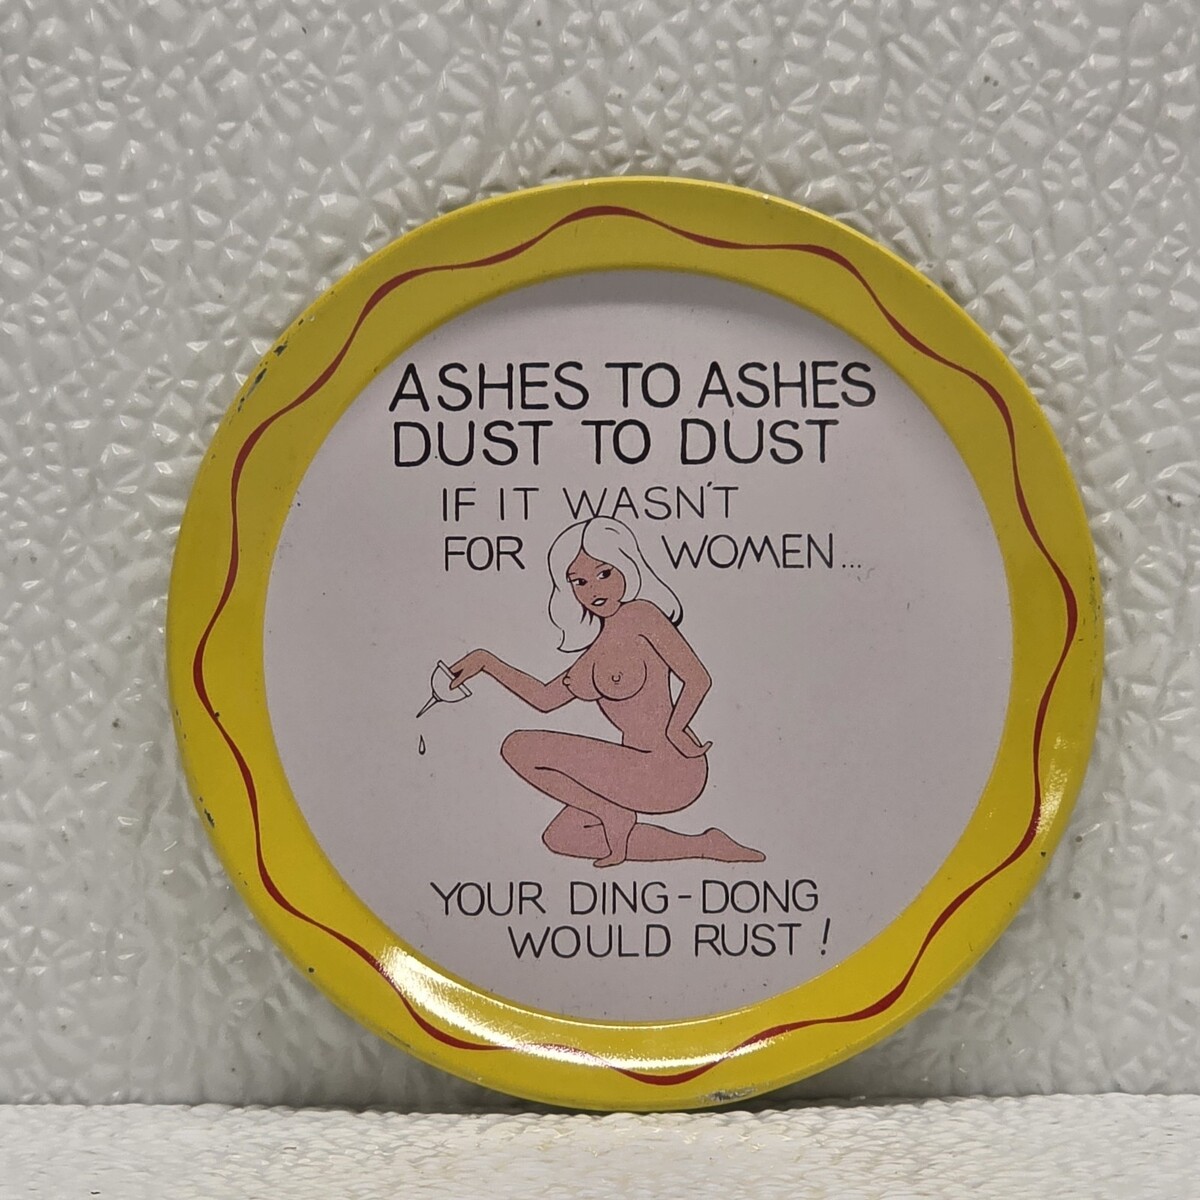 ASHES TO ASHES
DUST TO DUST
IF IT WASN'T
FOR WOMEN...
YOUR DING-DONG
WOULD RUST!